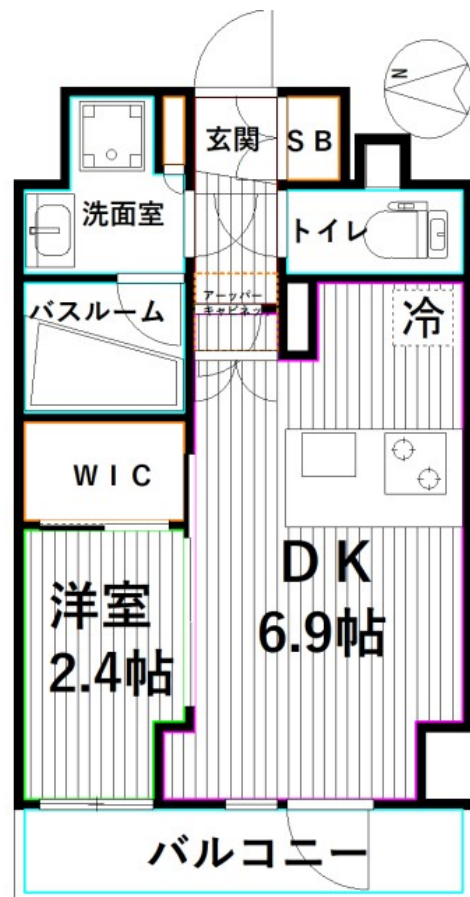 N
玄関
ＳＢ
洗面室
トイレ
アーッパー
キャビネット
バスルーム
冷
ＷＩＣ
ＤＫ
6.9帖
洋室
2.4帖
バルコニー